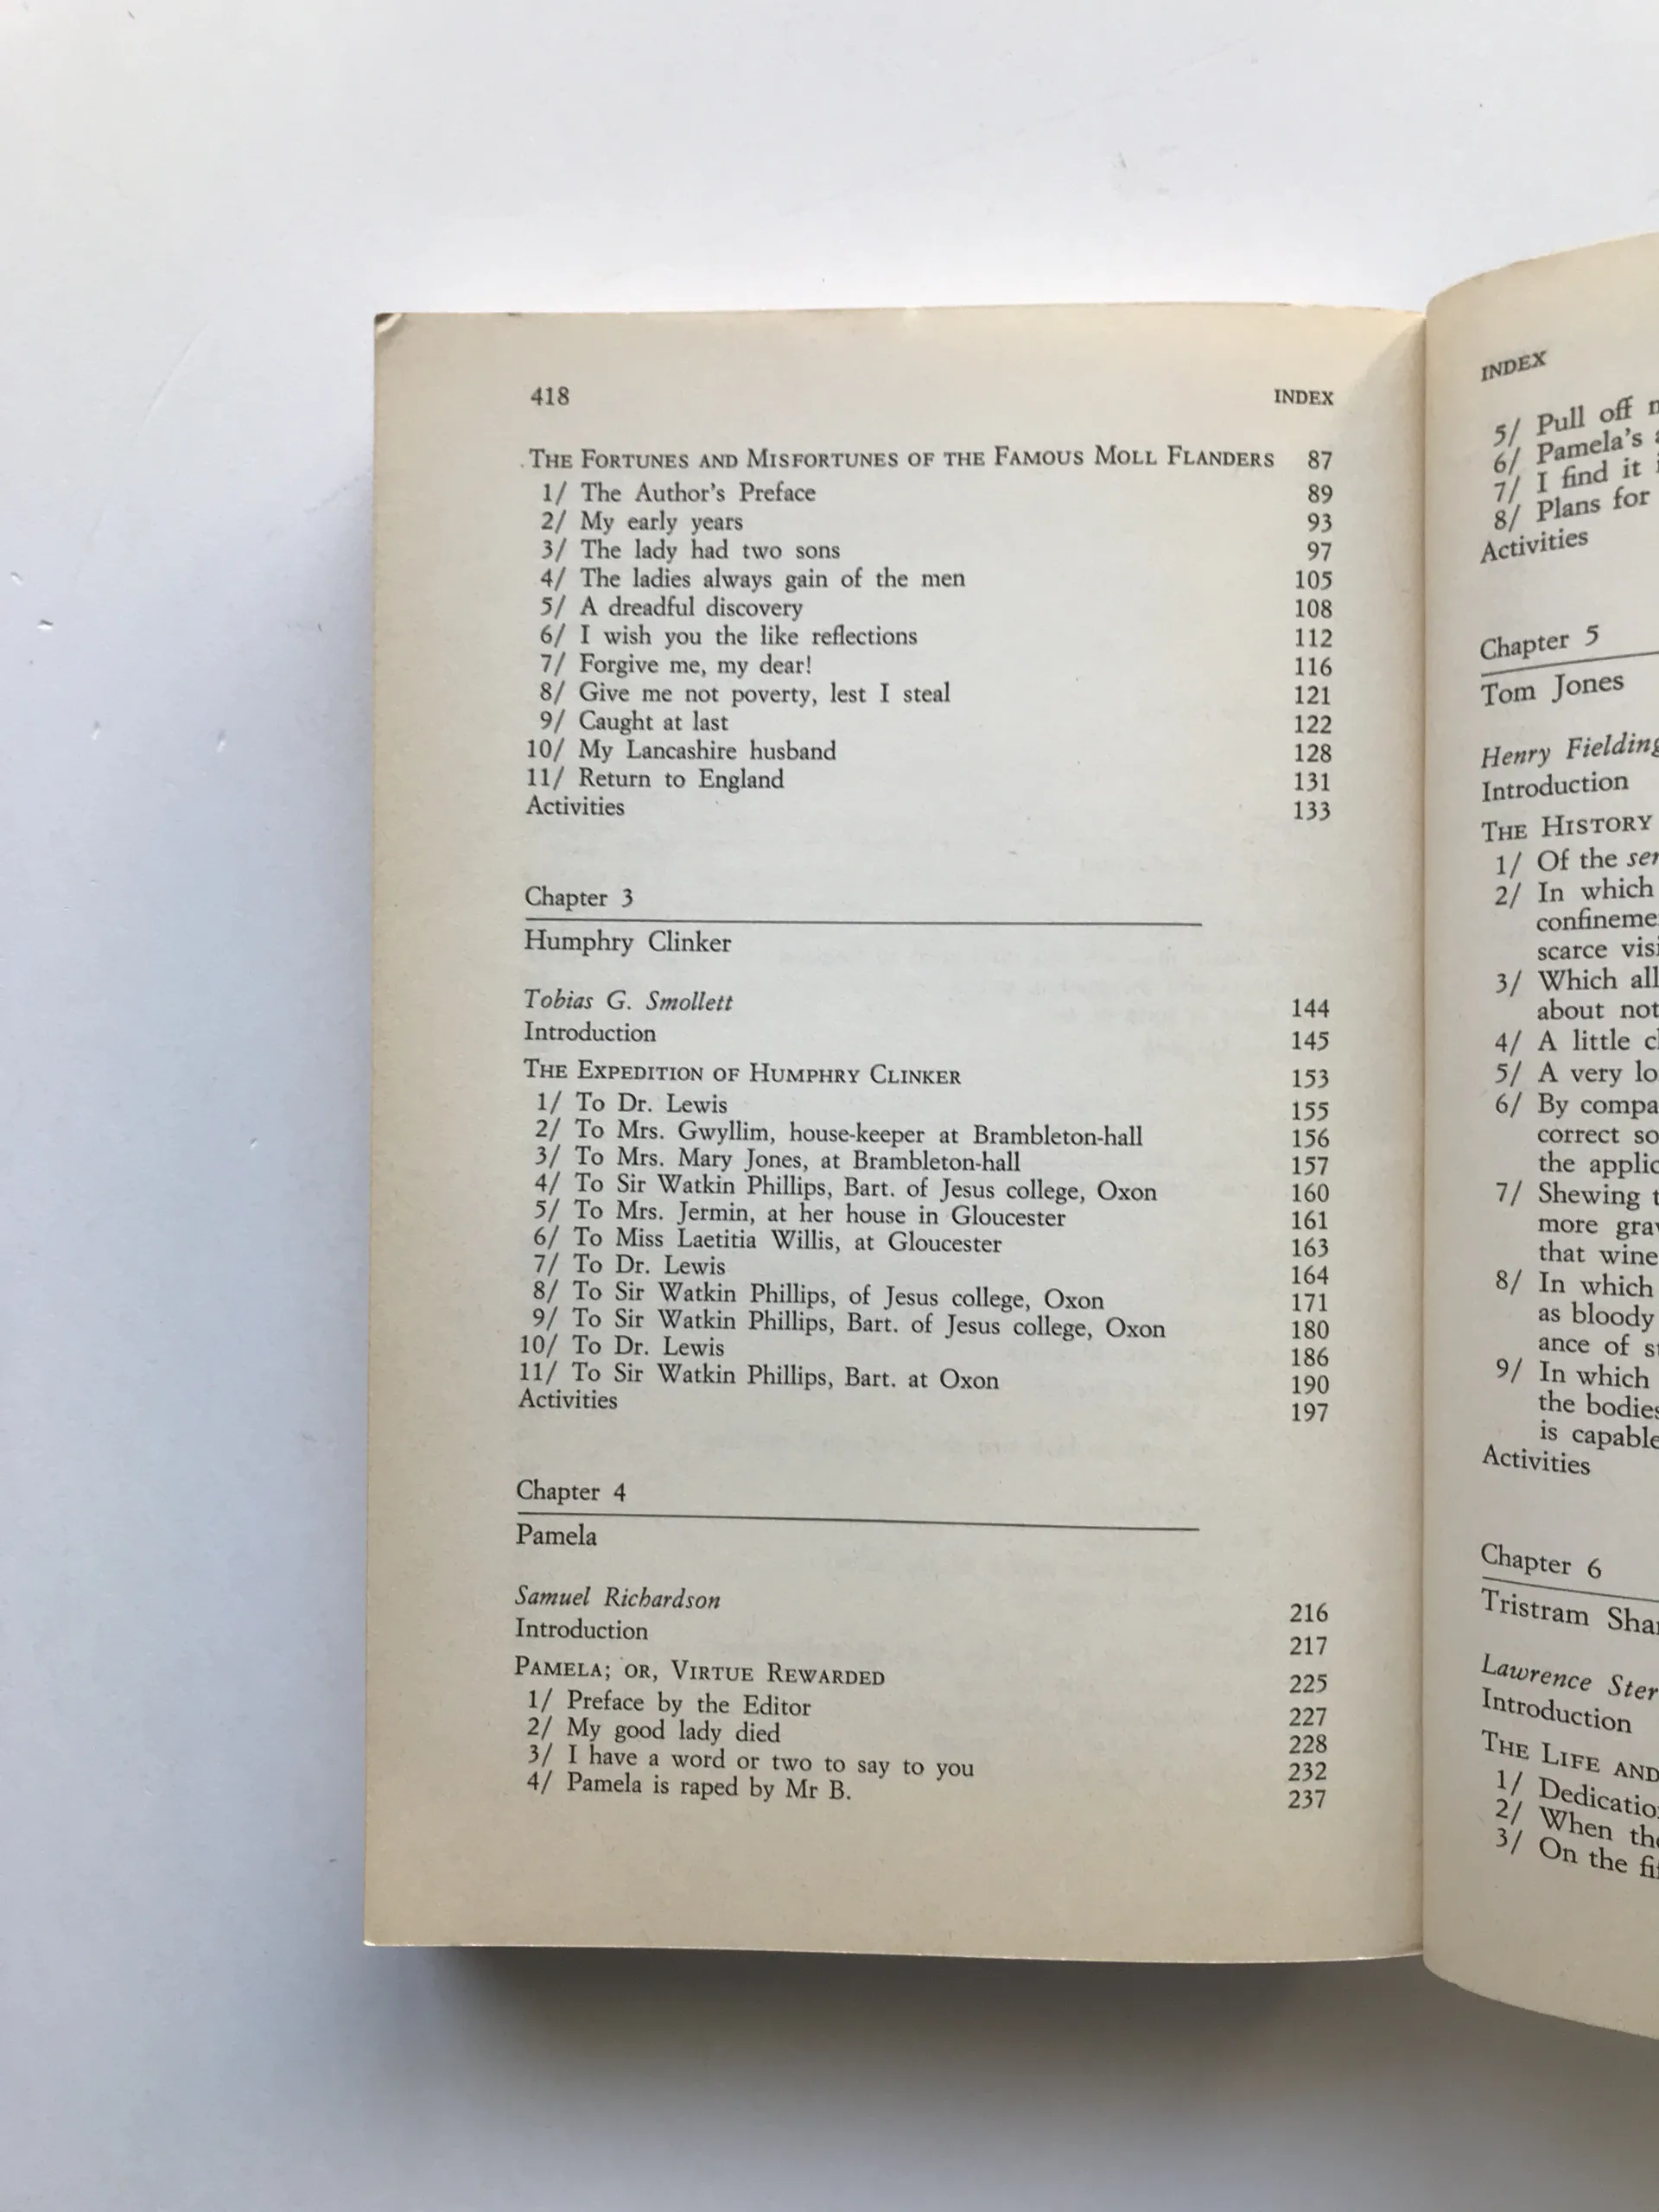 418 INDEX
THE FORTUNES AND MISFORTUNES OF THE FAMOUS MOLL FLANDERS 87
1/ The Author's Preface 89
2/ My early years 93
3/ The lady had two sons 97
4/ The ladies always gain of the men 105
5/ A dreadful discovery 108
6/ I wish you the like reflections 112
7/ Forgive me, my dear! 116
8/ Give me not poverty, lest I steal 121
9/ Caught at last 122
10/ My Lancashire husband 128
11/ Return to England 131
Activities 133
Chapter 3
Humphry Clinker
Tobias G. Smollett 144
Introduction 145
THE EXPEDITION OF HUMPHRY CLINKER 153
1/ To Dr. Lewis 155
2/ To Mrs. Gwyllim, house-keeper at Brambleton-hall 156
3/ To Mrs. Mary Jones, at Brambleton-hall 157
4/ To Sir Watkin Phillips, Bart. of Jesus college, Oxon 160
5/ To Mrs. Jermin, at her house in Gloucester 161
6/ To Miss Laetitia Willis, at Gloucester 163
7/ To Dr. Lewis 164
8/ To Sir Watkin Phillips, of Jesus college, Oxon 171
9/ To Sir Watkin Phillips, Bart. of Jesus college, Oxon 180
10/ To Dr. Lewis 186
11/ To Sir Watkin Phillips, Bart. at Oxon 190
Activities 197
Chapter 4
Pamela
Samuel Richardson 216
Introduction 217
PAMELA; OR, VIRTUE REWARDED 225
1/ Preface by the Editor 227
2/ My good lady died 228
3/ I have a word or two to say to you 232
4/ Pamela is raped by Mr B. 237
INDEX
5/ Pull off
6/ Pamela's
7/ I find it
8/ Plans for
Activities
Chapter 5
Tom Jones
Henry Fielding
Introduction
THE HISTORY
1/ Of the
2/ In which
scarce
3/ Which all
about not
4/ A little
5/ A very
6/ By
correct
the
7/ Shewing
more
that wine
8/ In which
as bloody
ance of
9/ In which
the
is
Activities
Chapter 6
Tristram
Lawrence
Introduction
THE LIFE AND
1/
2/ When
3/ On the